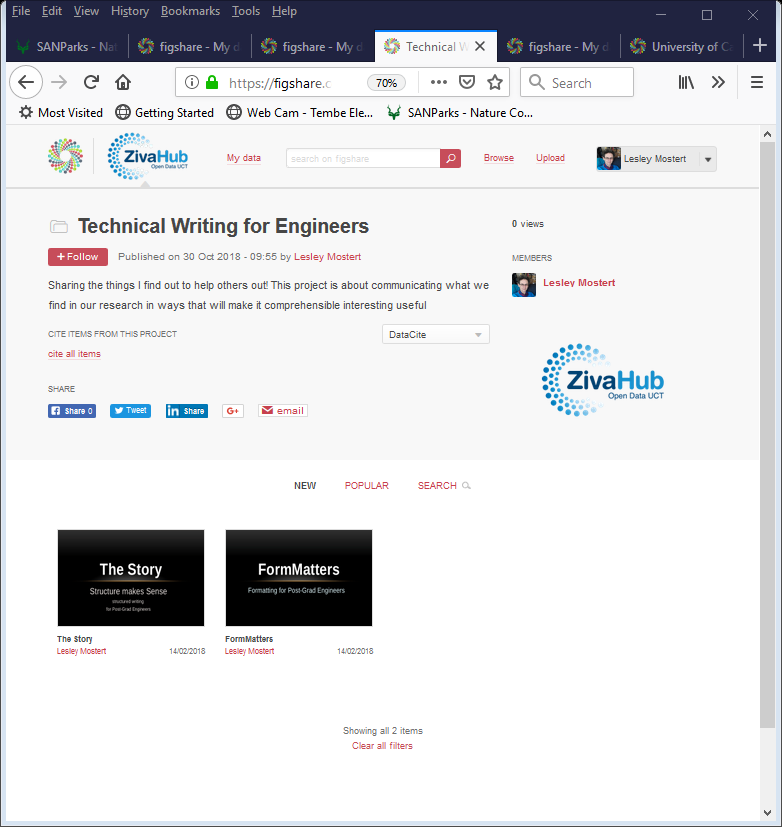 File Edit View History Bookmarks Tools Help
SANParks - Nat
figshare - My d
figshare - My d
Technical W
figshare - My d
University of Ca
https://figshare.c
70%
Search
Most Visited
Getting Started
Web Cam - Tembe Ele...
SANParks - Nature Co...
ZivaHub
Open Data UCT
My data
search on figshare
Browse
Upload
Lesley Mostert
Technical Writing for Engineers
0 views
+ Follow
Published on 30 Oct 2018 - 09:55 by Lesley Mostert
MEMBERS
Lesley Mostert
Sharing the things I find out to help others out! This project is about communicating what we
find in our research in ways that will make it comprehensible interesting useful
CITE ITEMS FROM THIS PROJECT
DataCite
cite all items
ZivaHub
Open Data UCT
SHARE
Share 0
Tweet
Share
G+
email
NEW
POPULAR
SEARCH
The Story
Structure makes Sense
structured writing
for Post-Grad Engineers
FormMatters
Formatting for Post-Grad Engineers
The Story
Lesley Mostert 14/02/2018
FormMatters
Lesley Mostert 14/02/2018
Showing all 2 items
Clear all filters